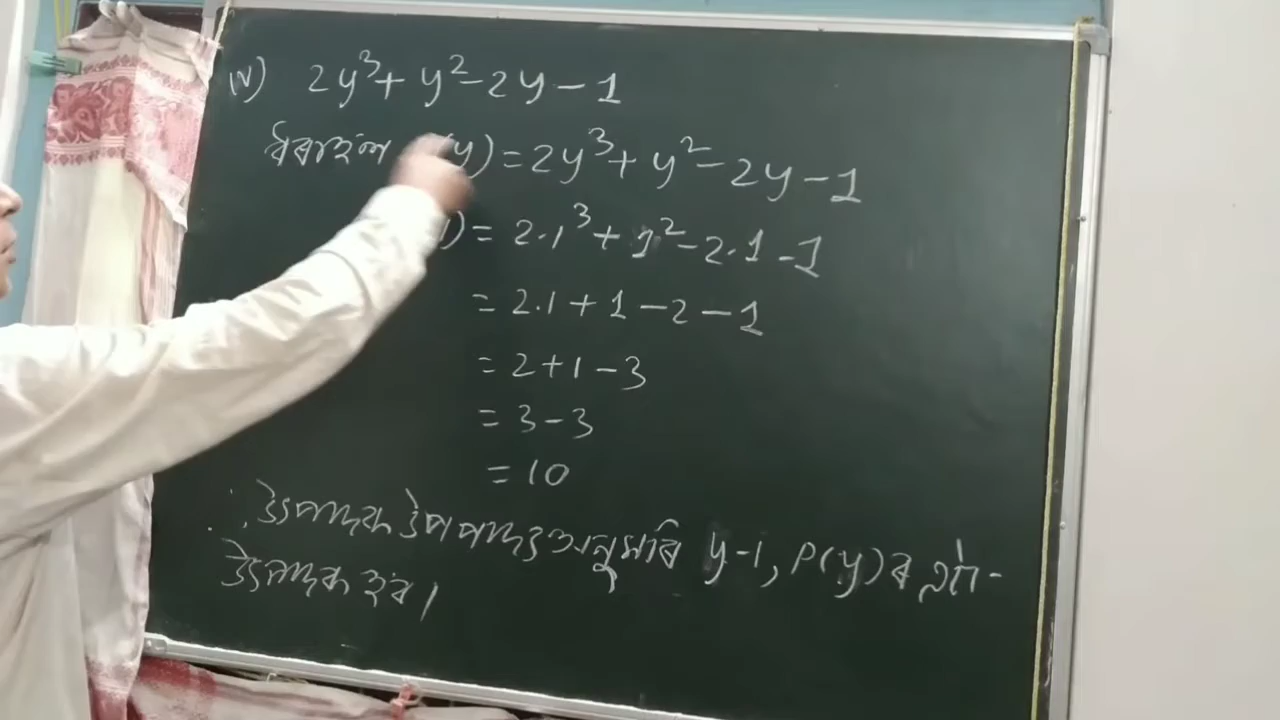 iv) 2y³ + y² - 2y - 1
ধৰাহ'ল (y) = 2y³ + y² - 2y - 1
1) = 2·1³ + 1² - 2·1 - 1
= 2·1 + 1 - 2 - 1
= 2 + 1 - 3
= 3 - 3
= 10
∴ উৎপাদক উপপাদ্য অনুসৰি y-1, P(y)ৰ এটা-
উৎপাদক হ'ব।